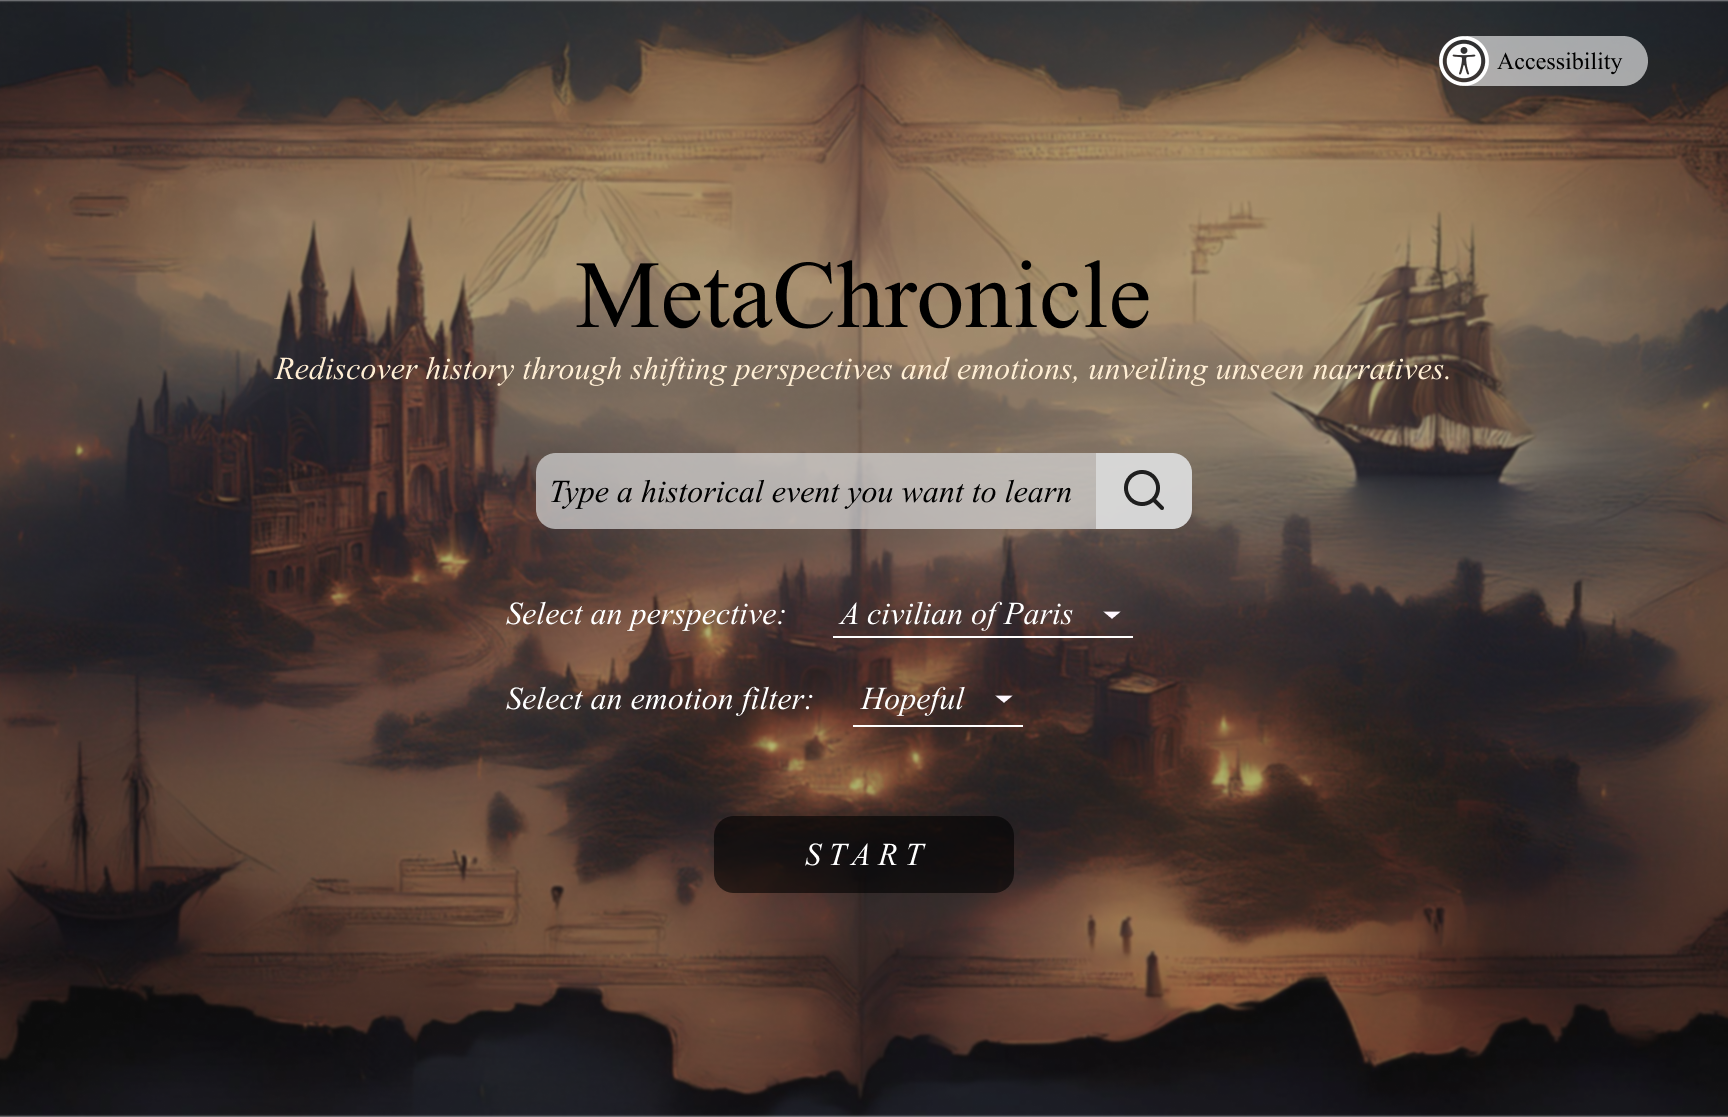 Accessibility
MetaChronicle
Rediscover history through shifting perspectives and emotions, unveiling unseen narratives.
Type a historical event you want to learn
Select an perspective: A civilian of Paris
Select an emotion filter: Hopeful
START